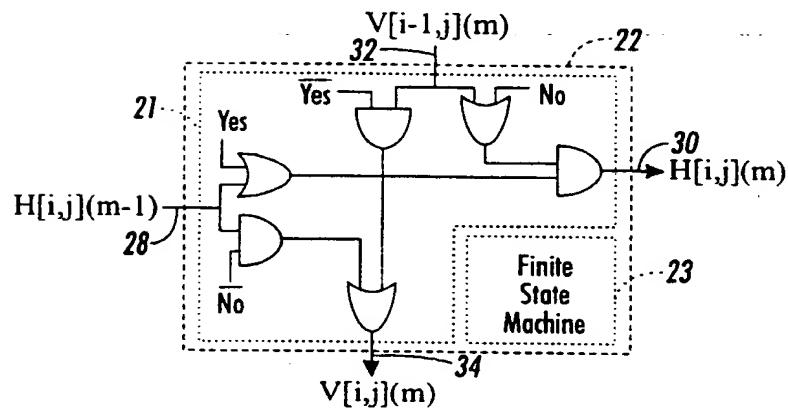 V[i-1,j](m)
32
22
Yes
No
21
Yes
30
H[i,j](m)
H[i,j](m-1)
28
No
Finite
State
Machine
23
34
V[i,j](m)